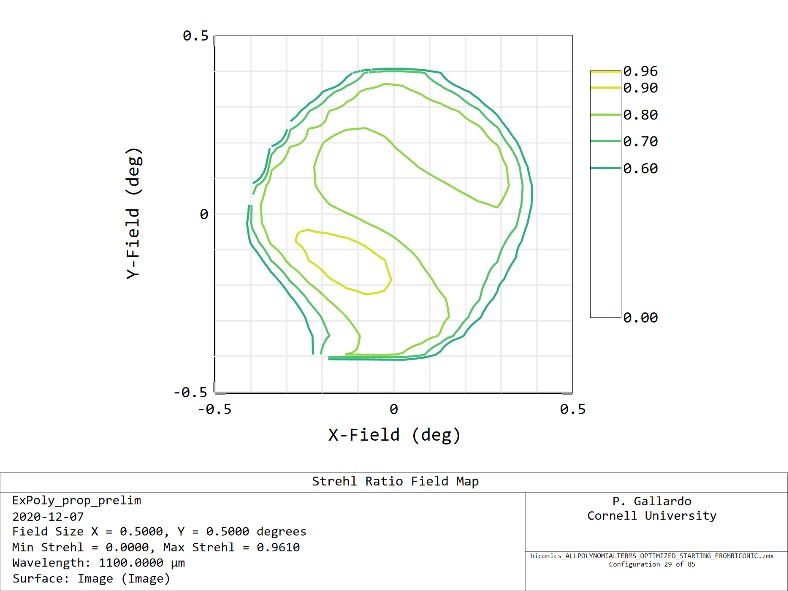 0.5
0
-0.5
Y-Field (deg)
-0.5
0
0.5
X-Field (deg)
0.96
0.90
0.80
0.70
0.60
0.00
Strehl Ratio Field Map
ExPoly_prop_prelim
2020-12-07
Field Size X = 0.5000, Y = 0.5000 degrees
Min Strehl = 0.0000, Max Strehl = 0.9610
Wavelength: 1100.0000 µm
Surface: Image (Image)
P. Gallardo
Cornell University
biconics_ALLPOLYNOMIALTERMS_OPTIMIZED_STARTING_FROMBICONIC.zmx
Configuration 29 of 85